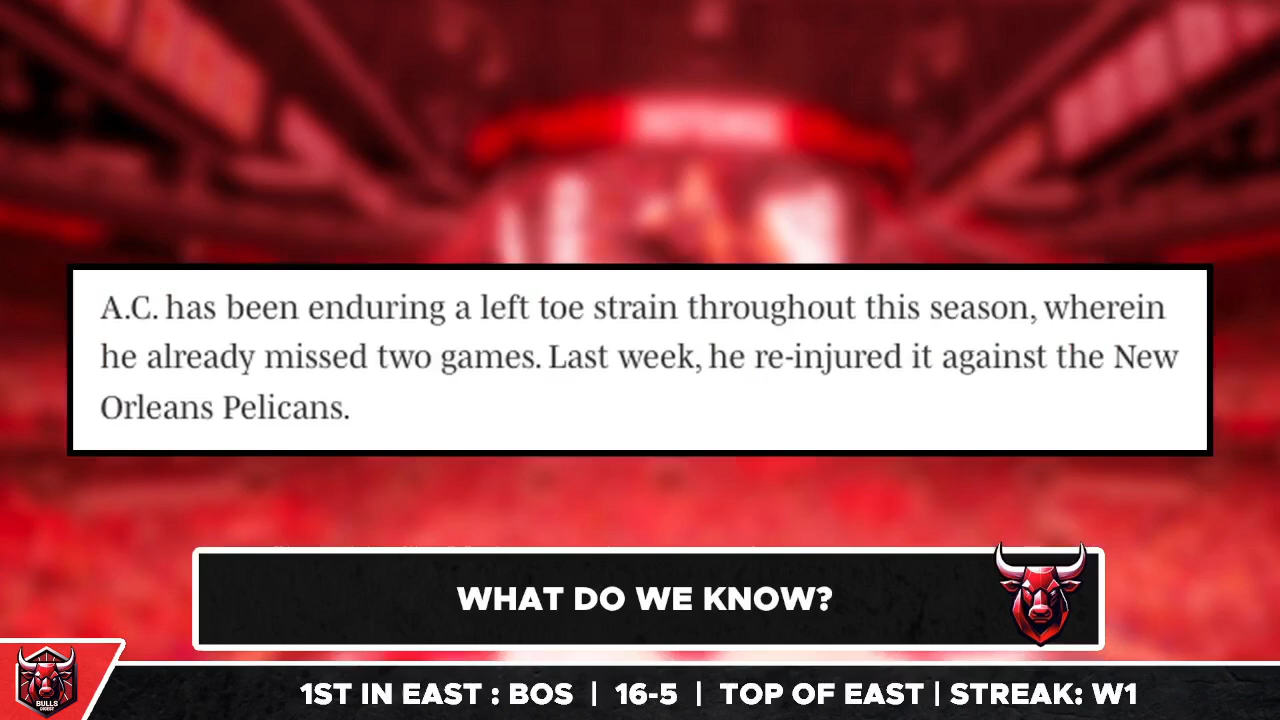 A.C. has been enduring a left toe strain throughout this season, wherein
he already missed two games. Last week, he re-injured it against the New
Orleans Pelicans.
WHAT DO WE KNOW?
BULLS
DIGEST
1ST IN EAST : BOS | 16-5 | TOP OF EAST | STREAK: W1